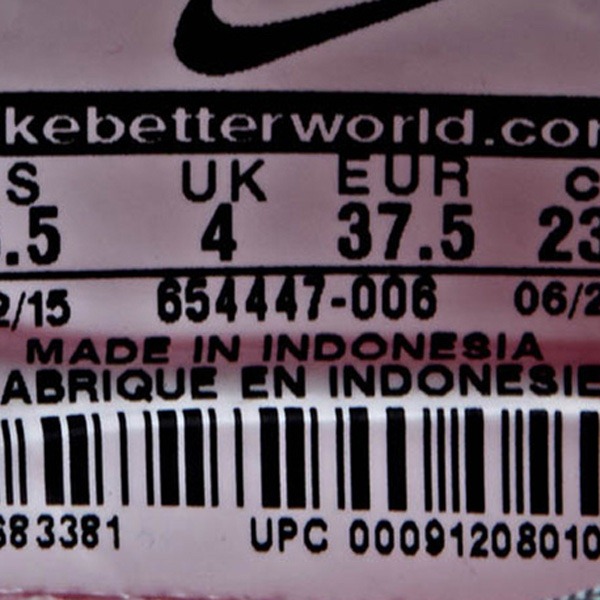 kebetterworld.com
S UK EUR C
.5 4 37.5 23
2/15 654447-006 06/2
MADE IN INDONESIA
ABRIQUE EN INDONESIE
683381 UPC 00091208010